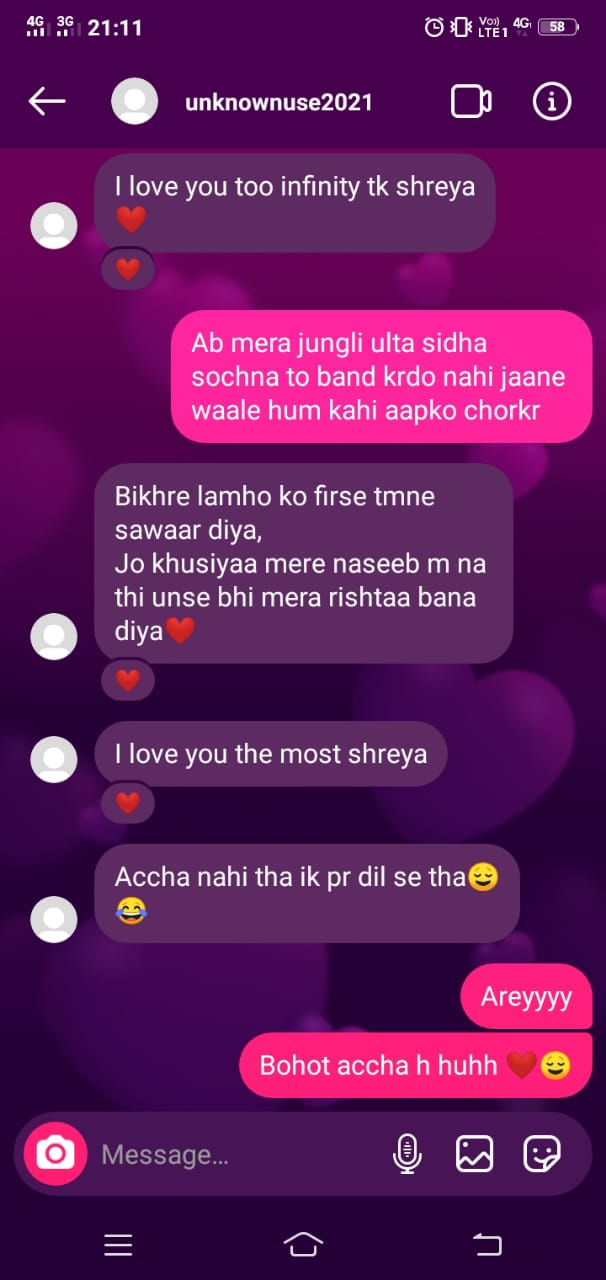 4G 3G 21:11 Vo) LTE1 4G 58
unknownuse2021
I love you too infinity tk shreya
❤️
❤️
Ab mera jungli ulta sidha
sochna to band krdo nahi jaane
waale hum kahi aapko chorkr
Bikhre lamho ko firse tmne
sawaar diya,
Jo khusiyaa mere naseeb m na
thi unse bhi mera rishtaa bana
diya❤️
❤️
I love you the most shreya
❤️
Accha nahi tha ik pr dil se tha😌
😂
Areyyyy
Bohot accha h huhh ❤️😌
Message...